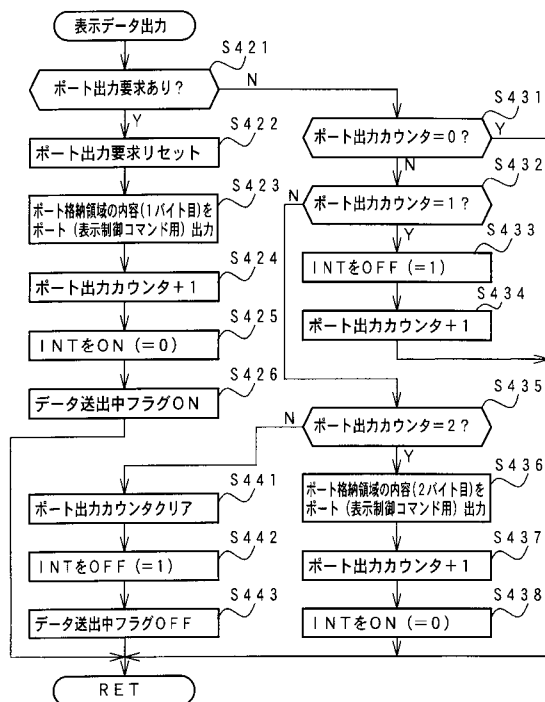 表示データ出力
S421
ポート出力要求あり?
N
Y
S422
ポート出力要求リセット
S423
ポート格納領域の内容(1バイト目)を
ポート(表示制御コマンド用)出力
S424
ポート出力カウンタ+1
S425
INTをON(=0)
S426
データ送出中フラグON
S431
ポート出力カウンタ=0?
Y
N
S432
ポート出力カウンタ=1?
N
Y
S433
INTをOFF(=1)
S434
ポート出力カウンタ+1
S435
ポート出力カウンタ=2?
N
Y
S436
ポート格納領域の内容(2バイト目)を
ポート(表示制御コマンド用)出力
S437
ポート出力カウンタ+1
S438
INTをON(=0)
S441
ポート出力カウンタクリア
S442
INTをOFF(=1)
S443
データ送出中フラグOFF
RET